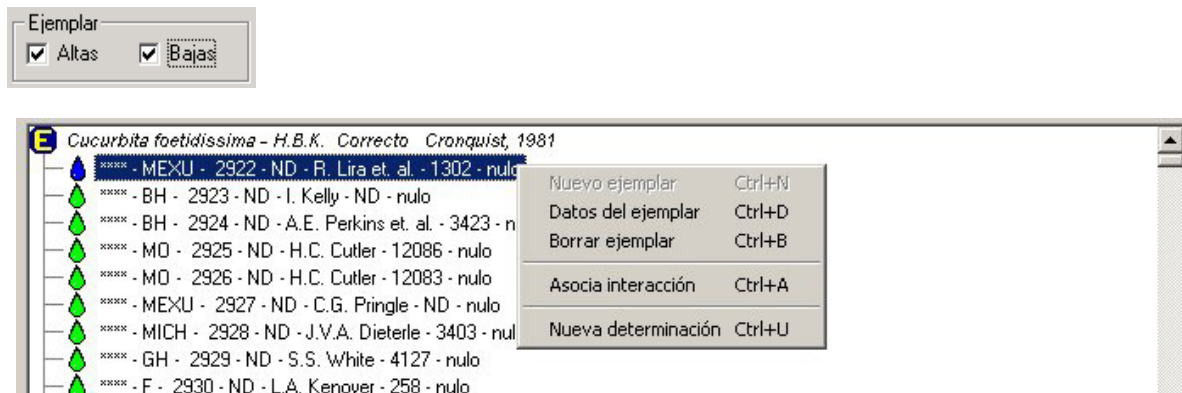 Ejemplar
Altas Bajas
E Cucurbita foetidissima - H.B.K. Correcto Cronquist, 1981
**** - MEXU - 2922 - ND - R. Lira et. al. - 1302 - nulo
**** - BH - 2923 - ND - I. Kelly - ND - nulo
**** - BH - 2924 - ND - A.E. Perkins et. al. - 3423 - n
**** - MO - 2925 - ND - H.C. Cutler - 12086 - nulo
**** - MO - 2926 - ND - H.C. Cutler - 12083 - nulo
**** - MEXU - 2927 - ND - C.G. Pringle - ND - nulo
**** - MICH - 2928 - ND - J.V.A. Dieterle - 3403 - nul
**** - GH - 2929 - ND - S.S. White - 4127 - nulo
**** - F - 2930 - ND - L.A. Kenoyer - 258 - nulo
Nuevo ejemplar Ctrl+N
Datos del ejemplar Ctrl+D
Borrar ejemplar Ctrl+B
Asocia interacción Ctrl+A
Nueva determinación Ctrl+U